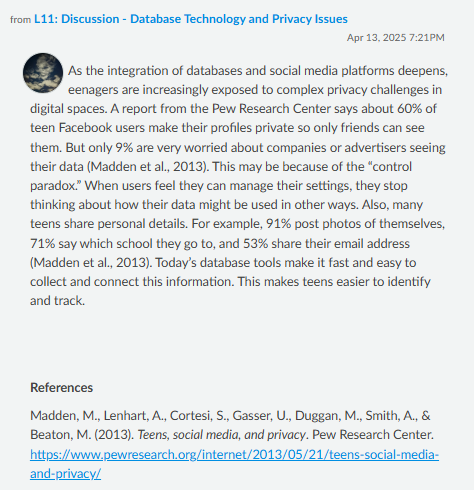 from L11: Discussion - Database Technology and Privacy Issues
Apr 13, 2025 7:21PM
As the integration of databases and social media platforms deepens,
eenagers are increasingly exposed to complex privacy challenges in
digital spaces. A report from the Pew Research Center says about 60% of
teen Facebook users make their profiles private so only friends can see
them. But only 9% are very worried about companies or advertisers seeing
their data (Madden et al., 2013). This may be because of the “control
paradox.” When users feel they can manage their settings, they stop
thinking about how their data might be used in other ways. Also, many
teens share personal details. For example, 91% post photos of themselves,
71% say which school they go to, and 53% share their email address
(Madden et al., 2013). Today’s database tools make it fast and easy to
collect and connect this information. This makes teens easier to identify
and track.
References
Madden, M., Lenhart, A., Cortesi, S., Gasser, U., Duggan, M., Smith, A., &
Beaton, M. (2013). Teens, social media, and privacy. Pew Research Center.
https://www.pewresearch.org/internet/2013/05/21/teens-social-media-
and-privacy/